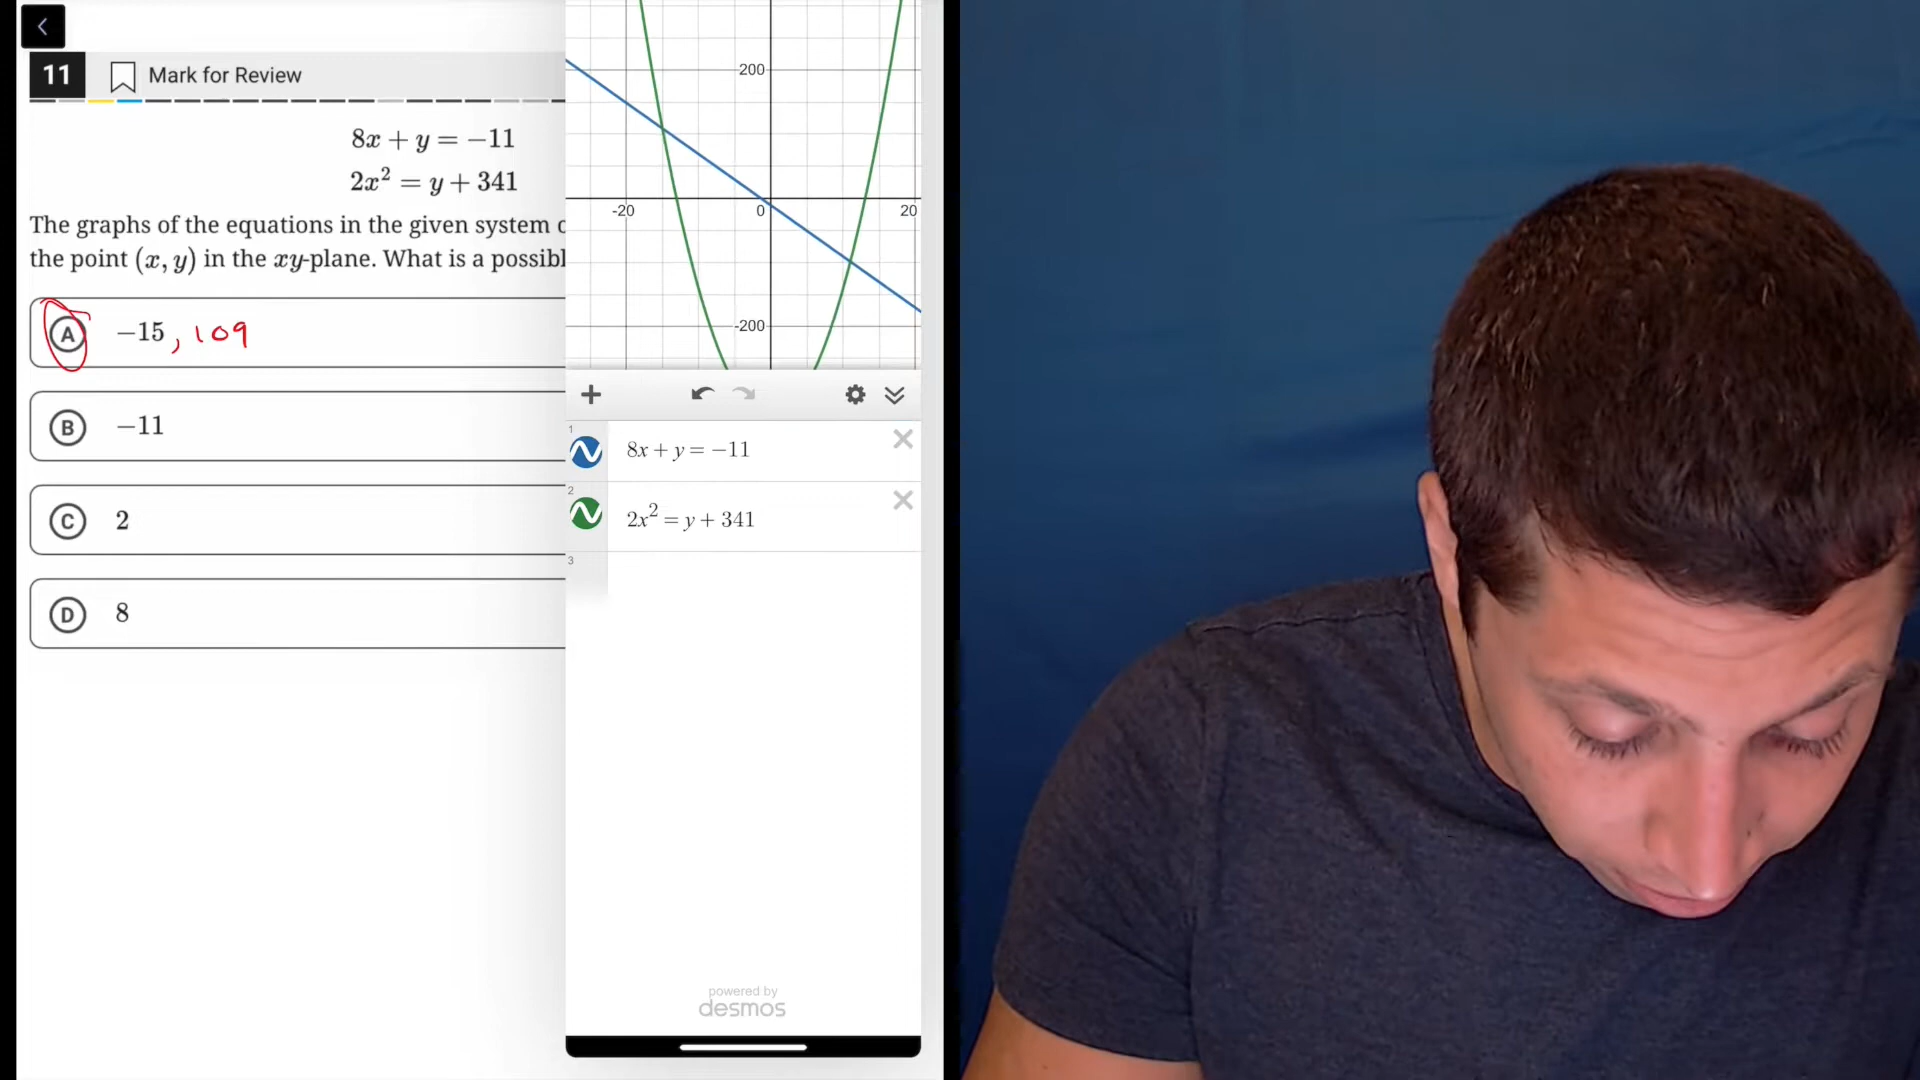 11 Mark for Review
8x + y = −11
2x² = y + 341
The graphs of the equations in the given system
the point (x, y) in the xy-plane. What is a
A −15, 109
B −11
C 2
D 8
200
-20 0 20
-200
1
8x + y = −11
2
2x² = y + 341
3
powered by
desmos